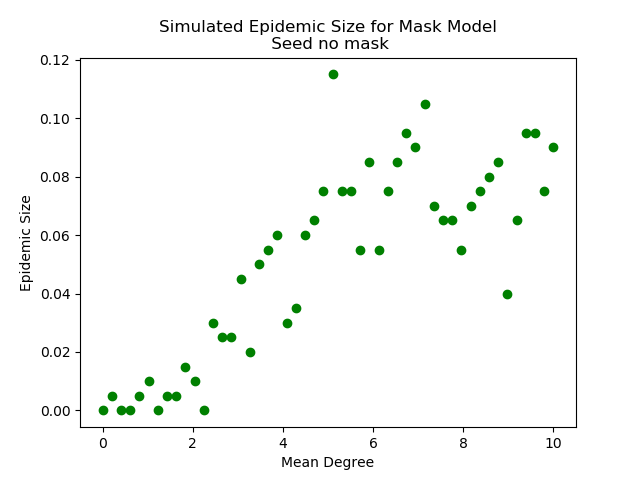 Simulated Epidemic Size for Mask Model
Seed no mask
0.12
0.10
0.08
0.06
0.04
0.02
0.00
Epidemic Size
0 2 4 6 8 10
Mean Degree